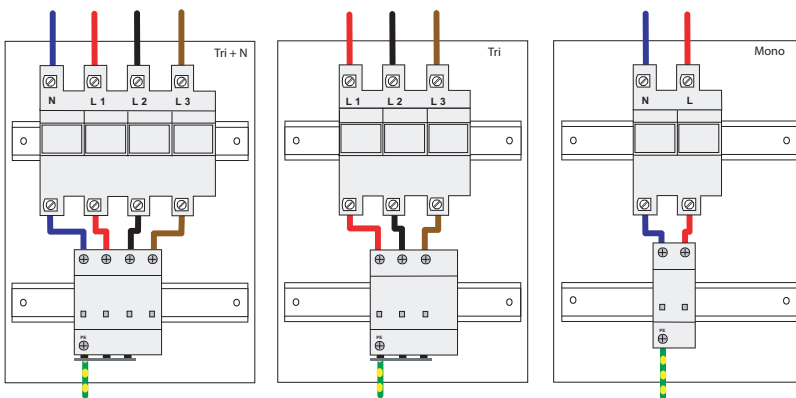 Tri + N
N L 1 L 2 L 3
PE
Tri
L 1 L 2 L 3
PE
Mono
N L
PE